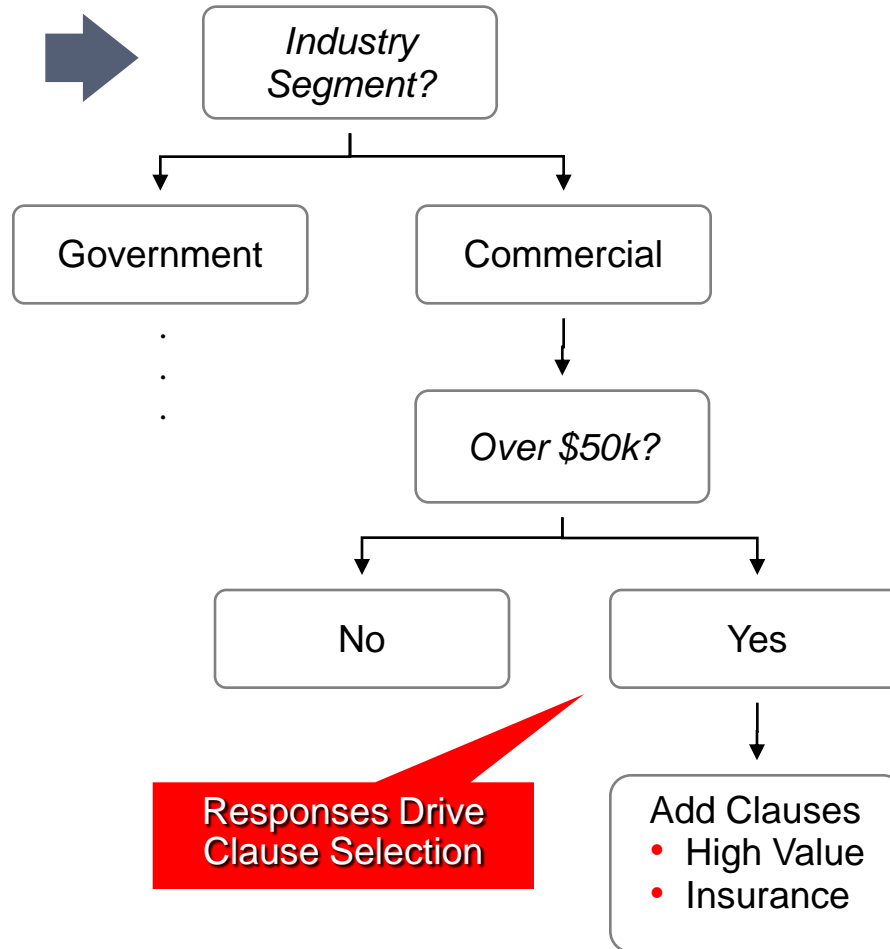 Industry
Segment?
Government
Commercial
.
.
.
Over $50k?
No
Yes
Responses Drive
Clause Selection
Add Clauses
• High Value
• Insurance